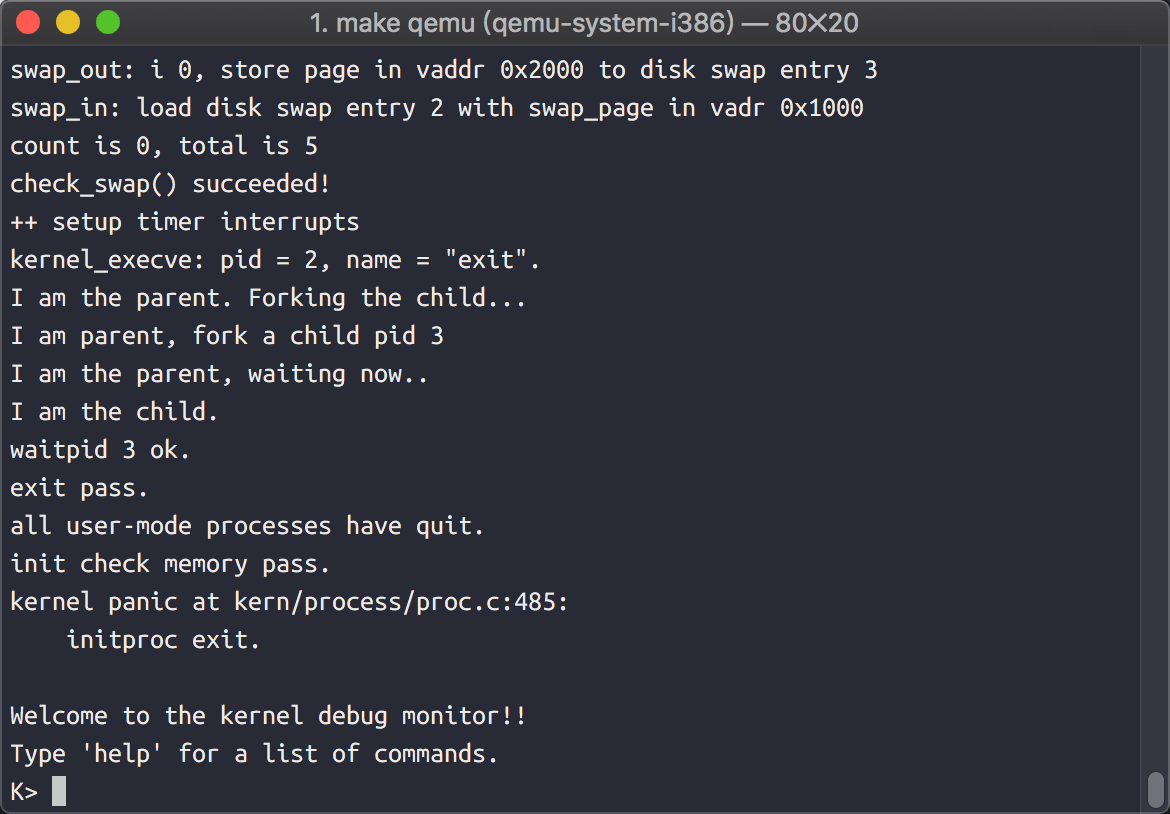 1. make qemu (qemu-system-i386) — 80×20
swap_out: i 0, store page in vaddr 0x2000 to disk swap entry 3
swap_in: load disk swap entry 2 with swap_page in vadr 0x1000
count is 0, total is 5
check_swap() succeeded!
++ setup timer interrupts
kernel_execve: pid = 2, name = "exit".
I am the parent. Forking the child...
I am parent, fork a child pid 3
I am the parent, waiting now..
I am the child.
waitpid 3 ok.
exit pass.
all user-mode processes have quit.
init check memory pass.
kernel panic at kern/process/proc.c:485:
    initproc exit.
Welcome to the kernel debug monitor!!
Type 'help' for a list of commands.
K>